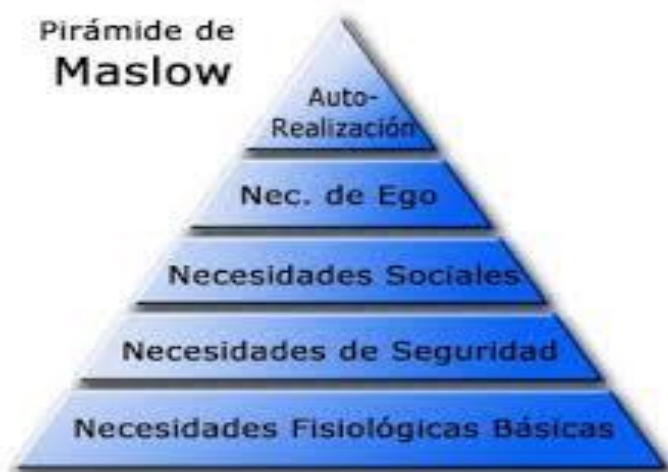 Pirámide de
Maslow
Auto-
Realización
Nec. de Ego
Necesidades Sociales
Necesidades de Seguridad
Necesidades Fisiológicas Básicas